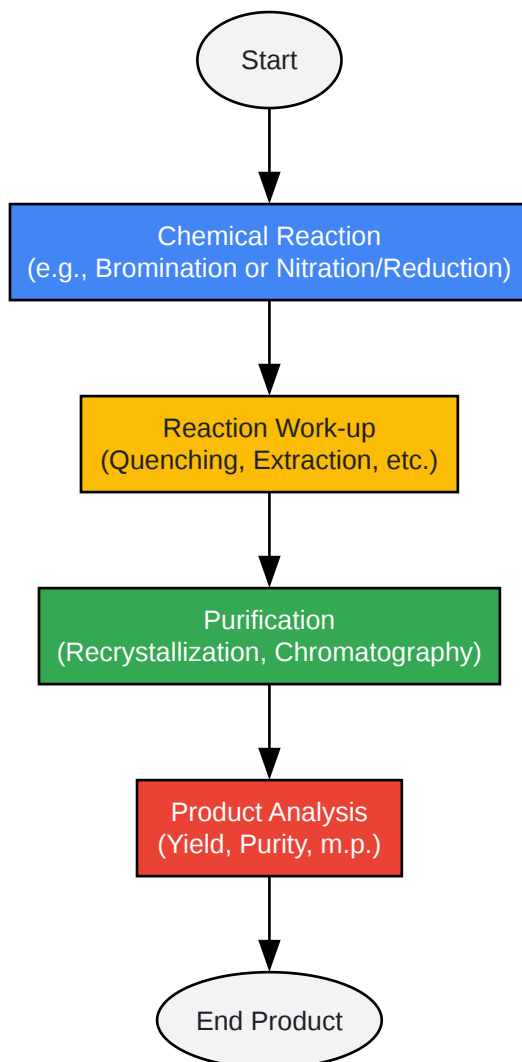 Start
Chemical Reaction
(e.g., Bromination or Nitration/Reduction)
Reaction Work-up
(Quenching, Extraction, etc.)
Purification
(Recrystallization, Chromatography)
Product Analysis
(Yield, Purity, m.p.)
End Product